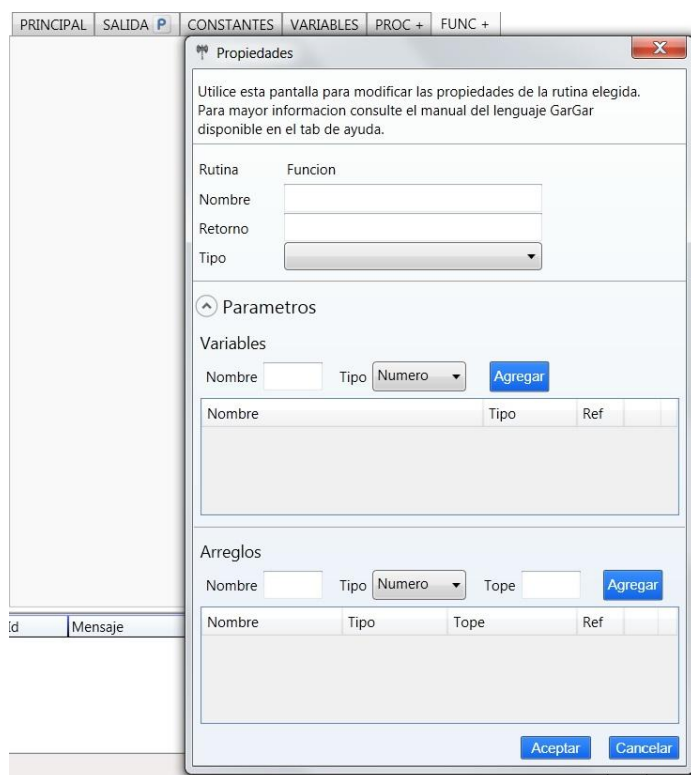 PRINCIPAL SALIDA P CONSTANTES VARIABLES PROC + FUNC +
Propiedades
Utilice esta pantalla para modificar las propiedades de la rutina elegida.
Para mayor informacion consulte el manual del lenguaje GarGar
disponible en el tab de ayuda.
Rutina Funcion
Nombre
Retorno
Tipo
Parametros
Variables
Nombre Tipo Numero Agregar
Nombre Tipo Ref
Arreglos
Nombre Tipo Numero Tope Agregar
Nombre Tipo Tope Ref
Id Mensaje
Aceptar Cancelar